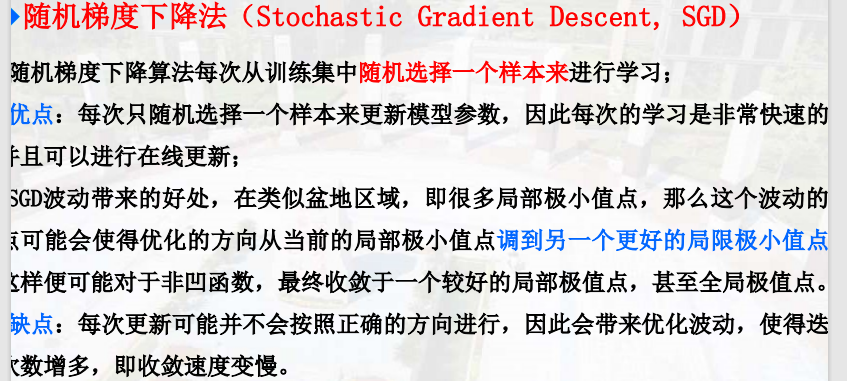 随机梯度下降法（Stochastic Gradient Descent, SGD）
随机梯度下降算法每次从训练集中随机选择一个样本来进行学习；
优点：每次只随机选择一个样本来更新模型参数，因此每次的学习是非常快速的
并且可以进行在线更新；
SGD波动带来的好处，在类似盆地区域，即很多局部极小值点，那么这个波动的
点可能会使得优化的方向从当前的局部极小值点调到另一个更好的局限极小值点
这样便可能对于非凹函数，最终收敛于一个较好的局部极值点，甚至全局极值点。
缺点：每次更新可能并不会按照正确的方向进行，因此会带来优化波动，使得迭
次数增多，即收敛速度变慢。